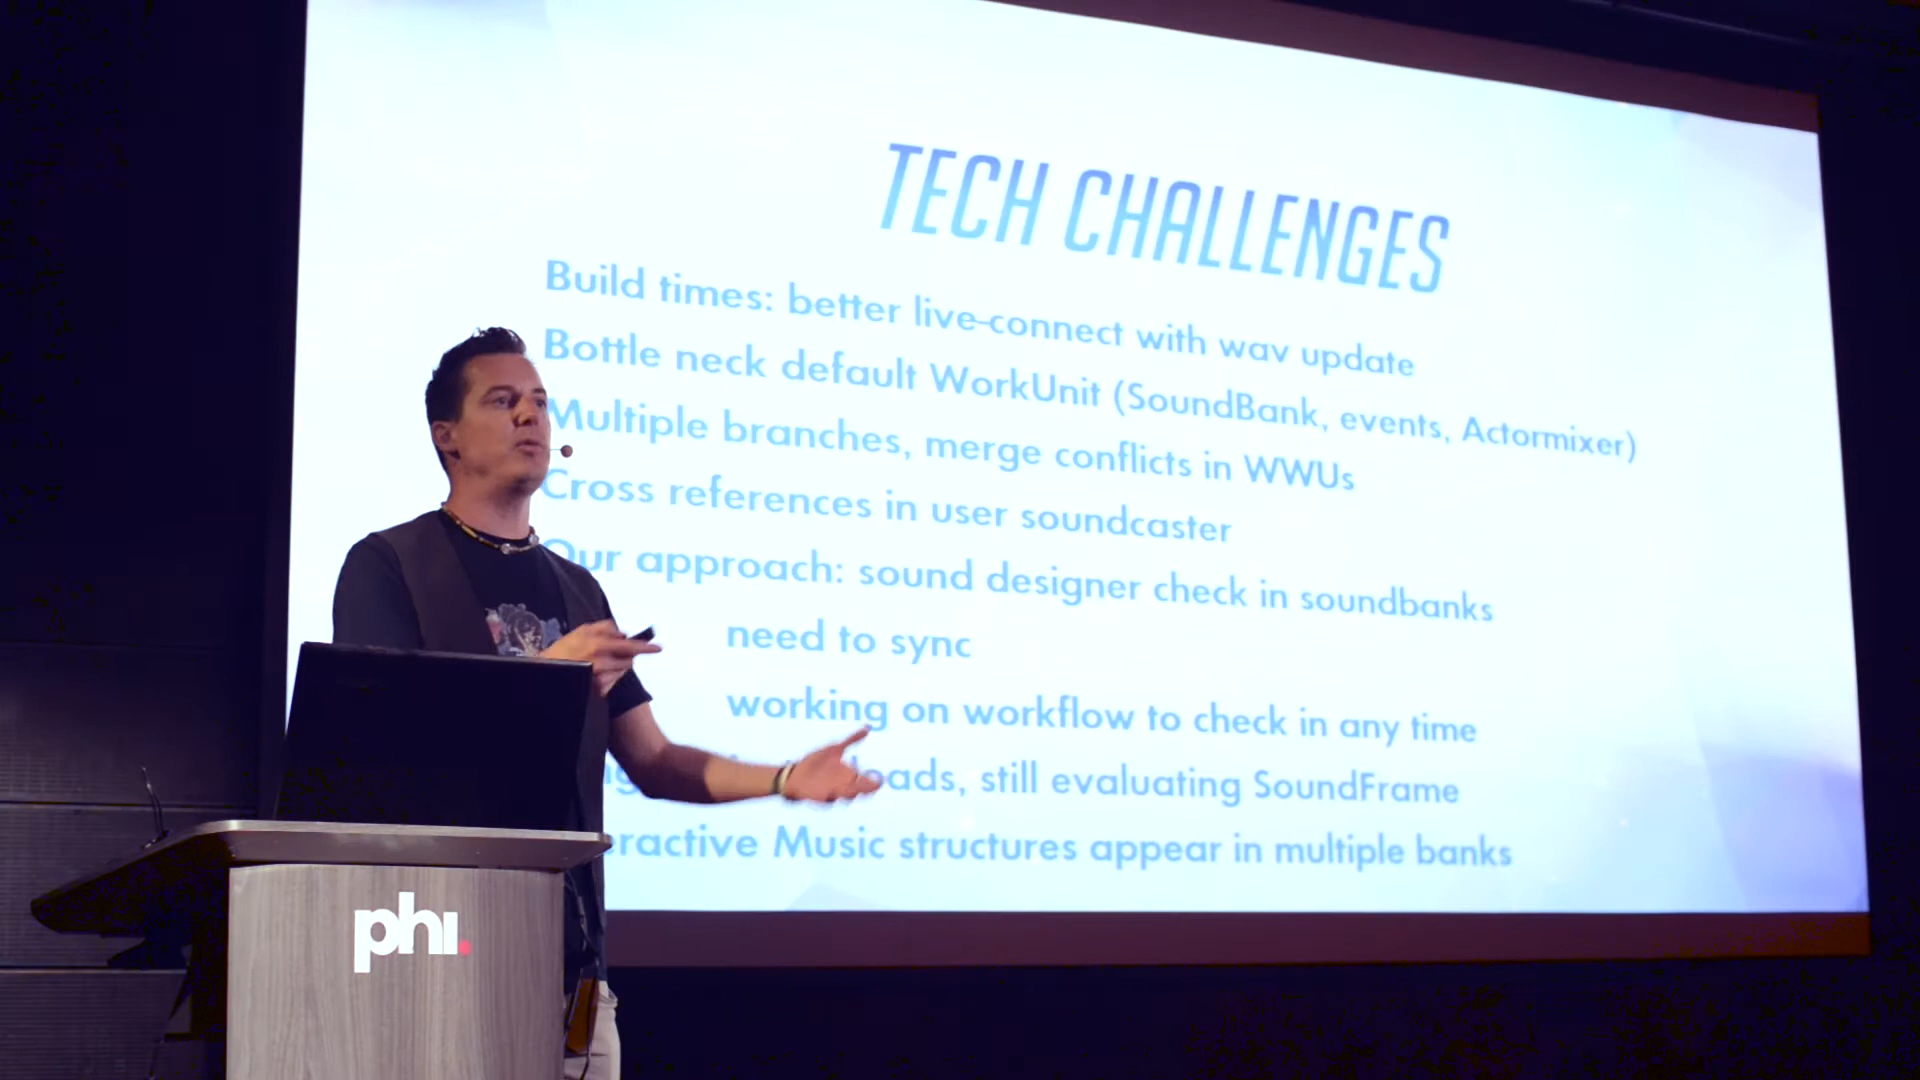 TECH CHALLENGES
Build times: better live-connect with wav update
Bottle neck default WorkUnit (SoundBank, events, Actormixer)
Multiple branches, merge conflicts in WWUs
Cross references in user soundcaster
Our approach: sound designer check in soundbanks
need to sync
working on workflow to check in any time
still evaluating SoundFrame
Music structures appear in multiple banks
phi.